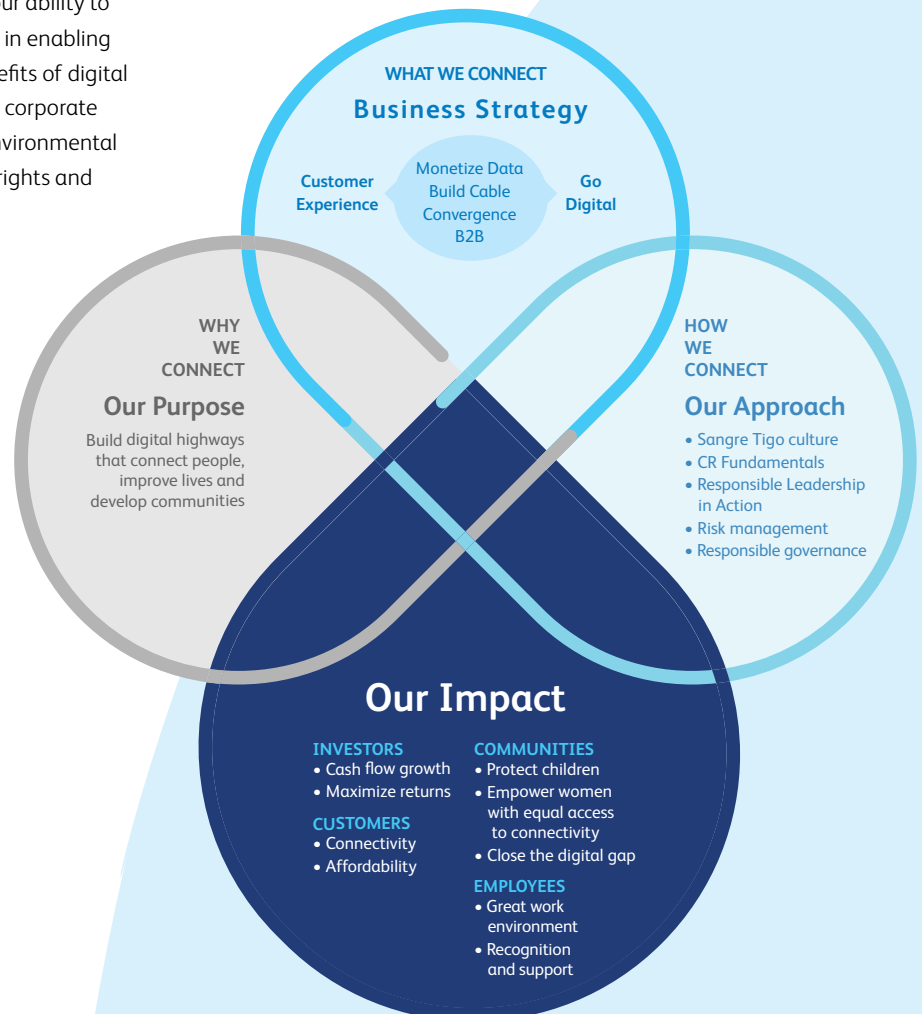 our ability to
in enabling
efits of digital
corporate
nvironmental
rights and
WHAT WE CONNECT
Business Strategy
Customer
Experience
Monetize Data
Build Cable
Convergence
B2B
Go
Digital
WHY
WE
CONNECT
Our Purpose
Build digital highways
that connect people,
improve lives and
develop communities
HOW
WE
CONNECT
Our Approach
• Sangre Tigo culture
• CR Fundamentals
• Responsible Leadership
in Action
• Risk management
• Responsible governance
Our Impact
INVESTORS
• Cash flow growth
• Maximize returns
CUSTOMERS
• Connectivity
• Affordability
COMMUNITIES
• Protect children
• Empower women
with equal access
to connectivity
• Close the digital gap
EMPLOYEES
• Great work
environment
• Recognition
and support